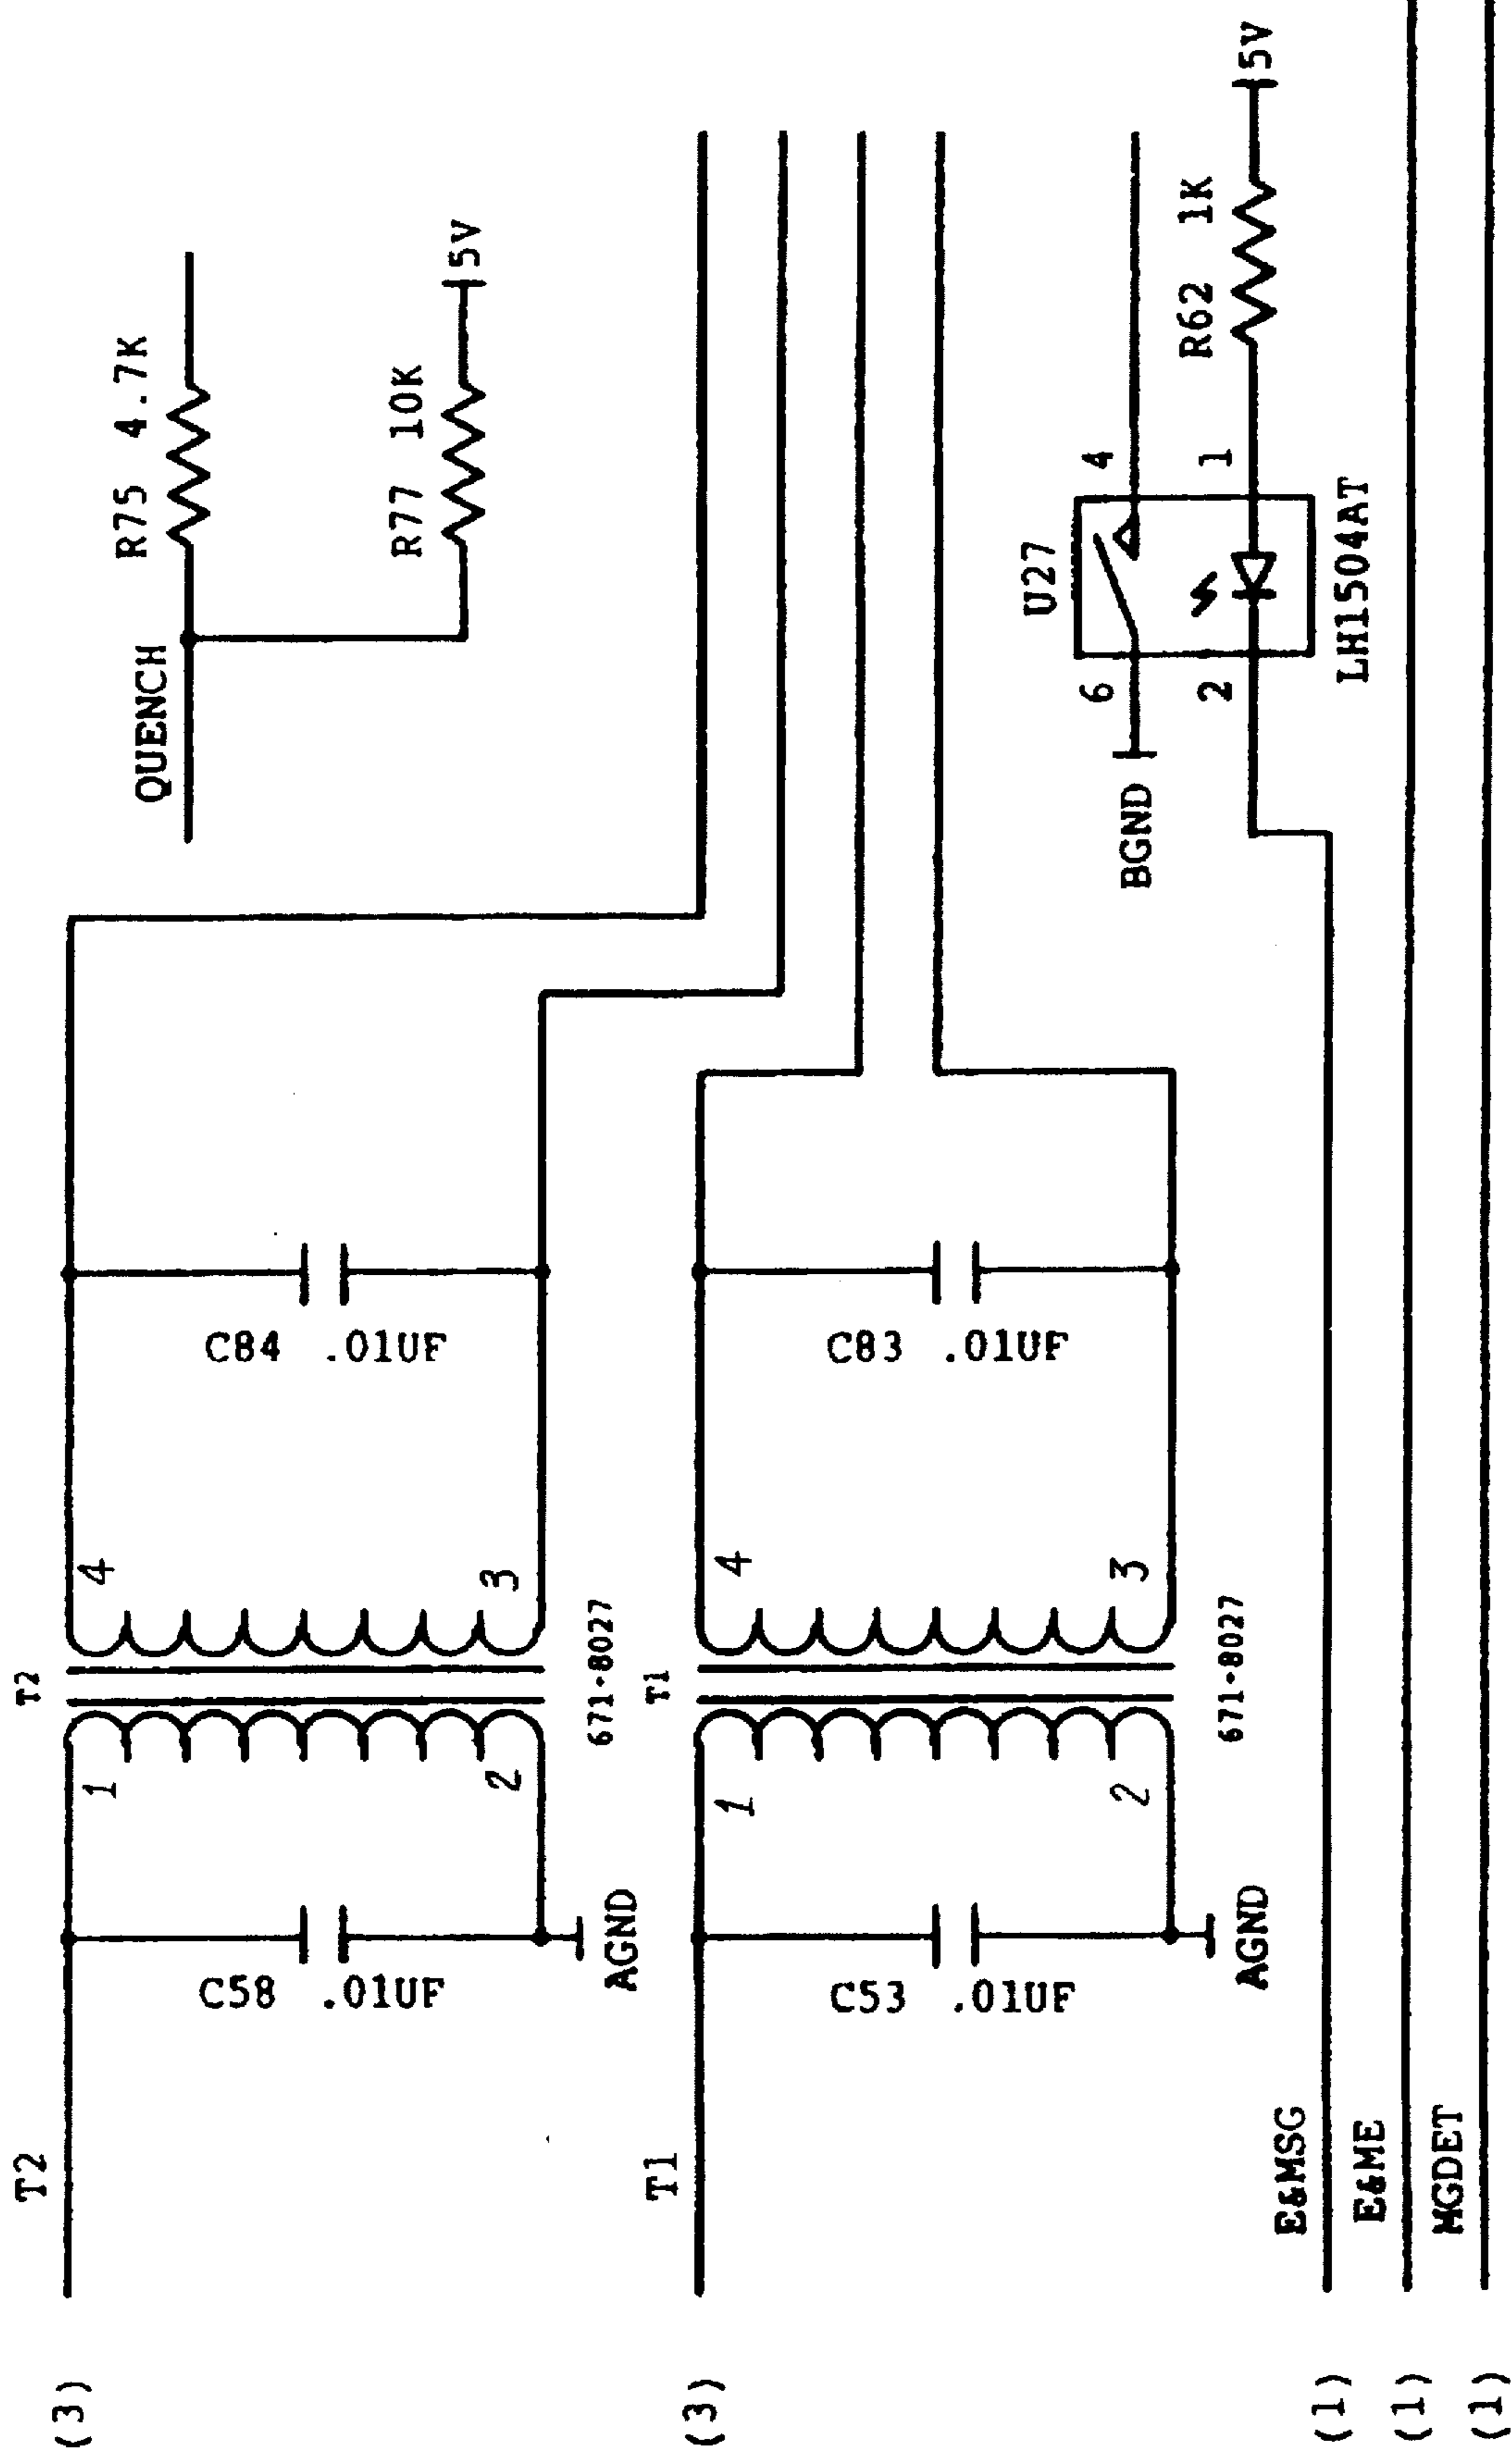 (3) T2
C58 .01UF
AGND
1
2
T2
671-8027
4
3
C84 .01UF
QUENCH
R75 4.7K
R77 10K
5V
(3) T1
C53 .01UF
AGND
1
2
T1
671-8027
4
3
C83 .01UF
BGND
6
U27
4
2
1
LH1504AT
R62 1K
5V
(1) E&MSG
(1) E&ME
(1) MGDET